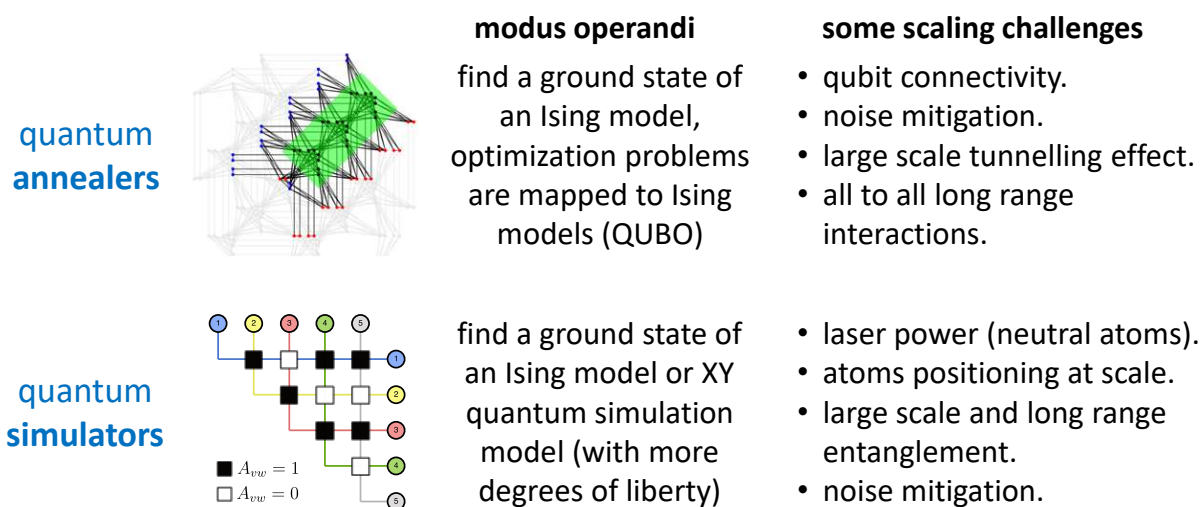 modus operandi
some scaling challenges
quantum
annealers
find a ground state of
an Ising model,
optimization problems
are mapped to Ising
models (QUBO)
• qubit connectivity.
• noise mitigation.
• large scale tunnelling effect.
• all to all long range
interactions.
quantum
simulators
1 2 3 4 5
1
2
3
4
5
A_{vw} = 1
A_{vw} = 0
find a ground state of
an Ising model or XY
quantum simulation
model (with more
degrees of liberty)
• laser power (neutral atoms).
• atoms positioning at scale.
• large scale and long range
entanglement.
• noise mitigation.